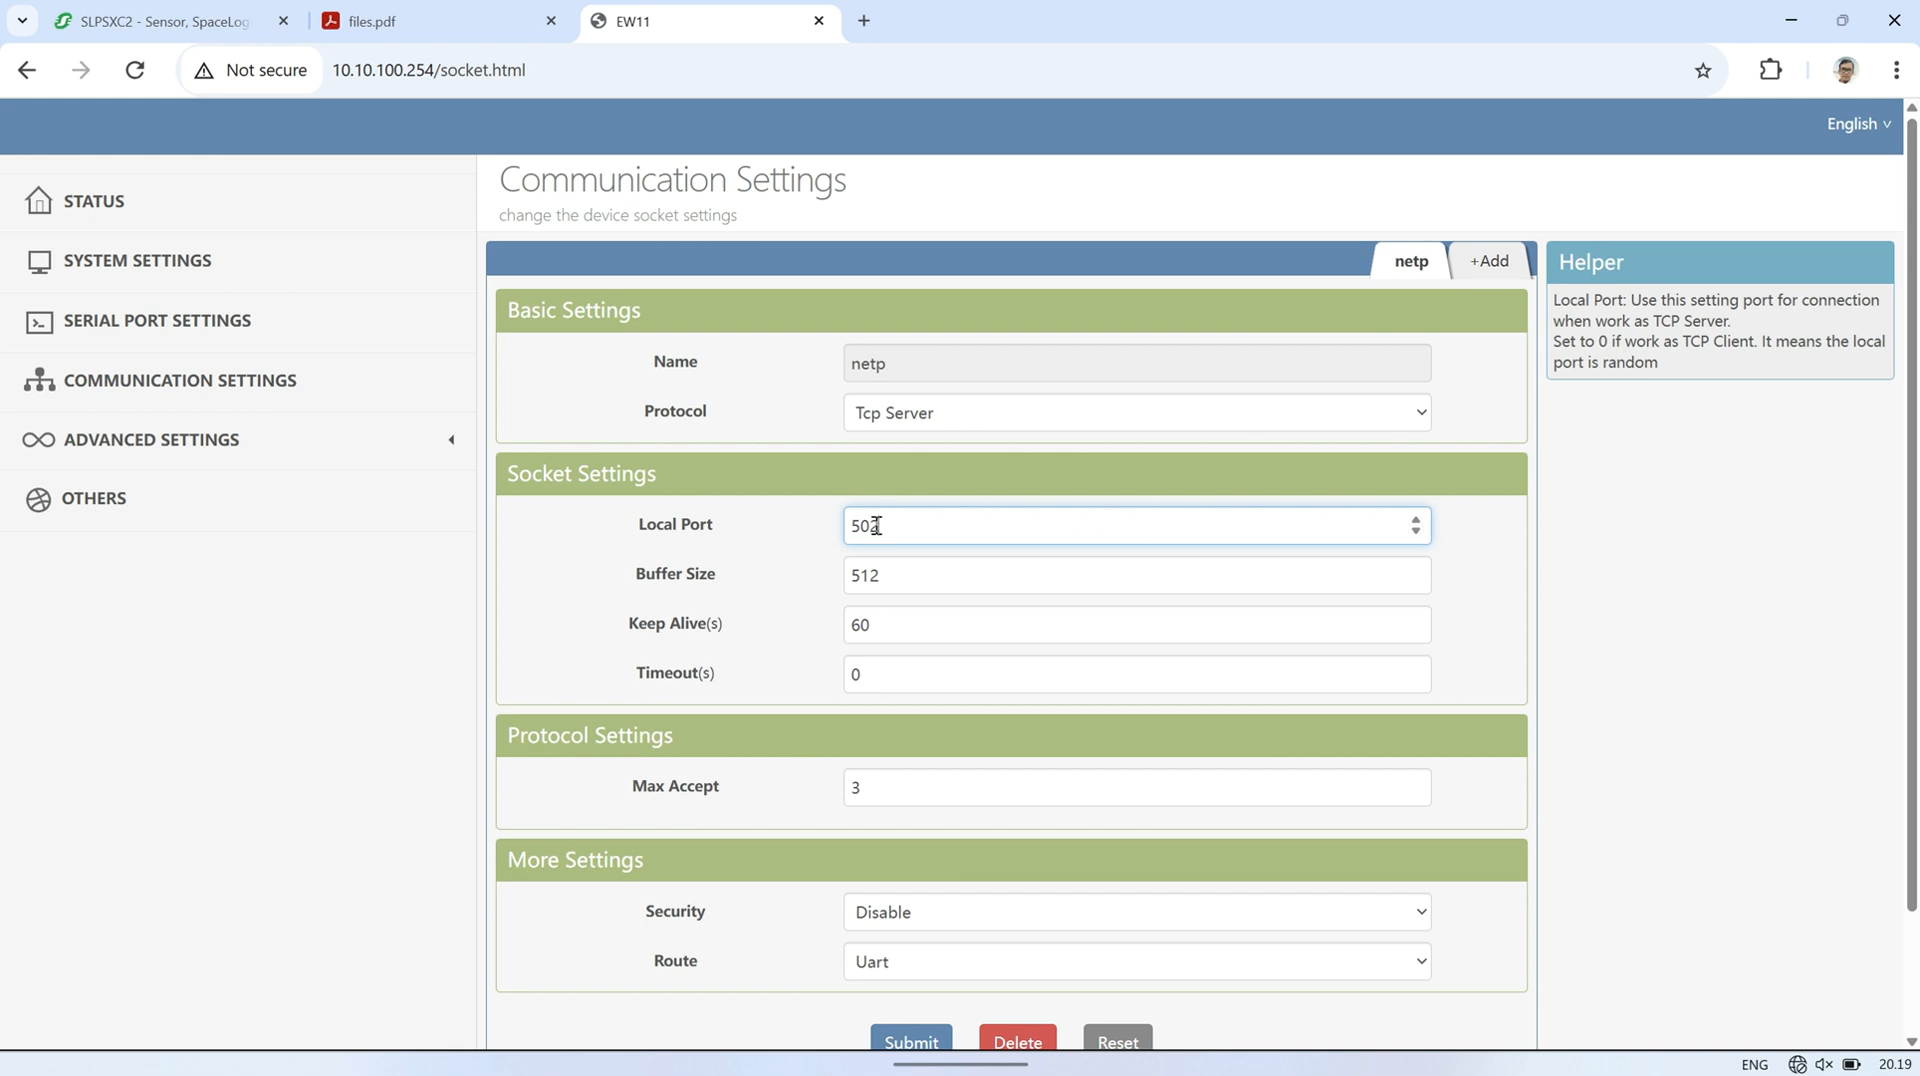 SLPSXC2 - Sensor, SpaceLog
files.pdf
EW11
Not secure
10.10.100.254/socket.html
English
STATUS
SYSTEM SETTINGS
SERIAL PORT SETTINGS
COMMUNICATION SETTINGS
ADVANCED SETTINGS
OTHERS
Communication Settings
change the device socket settings
netp
+Add
Basic Settings
Name
netp
Protocol
Tcp Server
Socket Settings
Local Port
502
Buffer Size
512
Keep Alive(s)
60
Timeout(s)
0
Protocol Settings
Max Accept
3
More Settings
Security
Disable
Route
Uart
Submit
Delete
Reset
Helper
Local Port: Use this setting port for connection
when work as TCP Server.
Set to 0 if work as TCP Client. It means the local
port is random
ENG
20.19